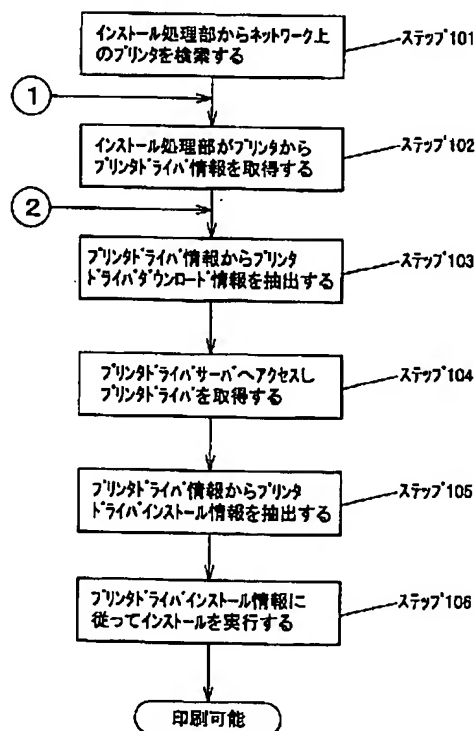 インストール処理部からネットワーク上
のプリンタを検索する
ステップ101
1
インストール処理部がプリンタから
プリンタドライバ情報を取得する
ステップ102
2
プリンタドライバ情報からプリンタ
ドライバダウンロード情報を抽出する
ステップ103
プリンタドライバサーバへアクセスし
プリンタドライバを取得する
ステップ104
プリンタドライバ情報からプリンタ
ドライバインストール情報を抽出する
ステップ105
プリンタドライバインストール情報に
従ってインストールを実行する
ステップ106
印刷可能